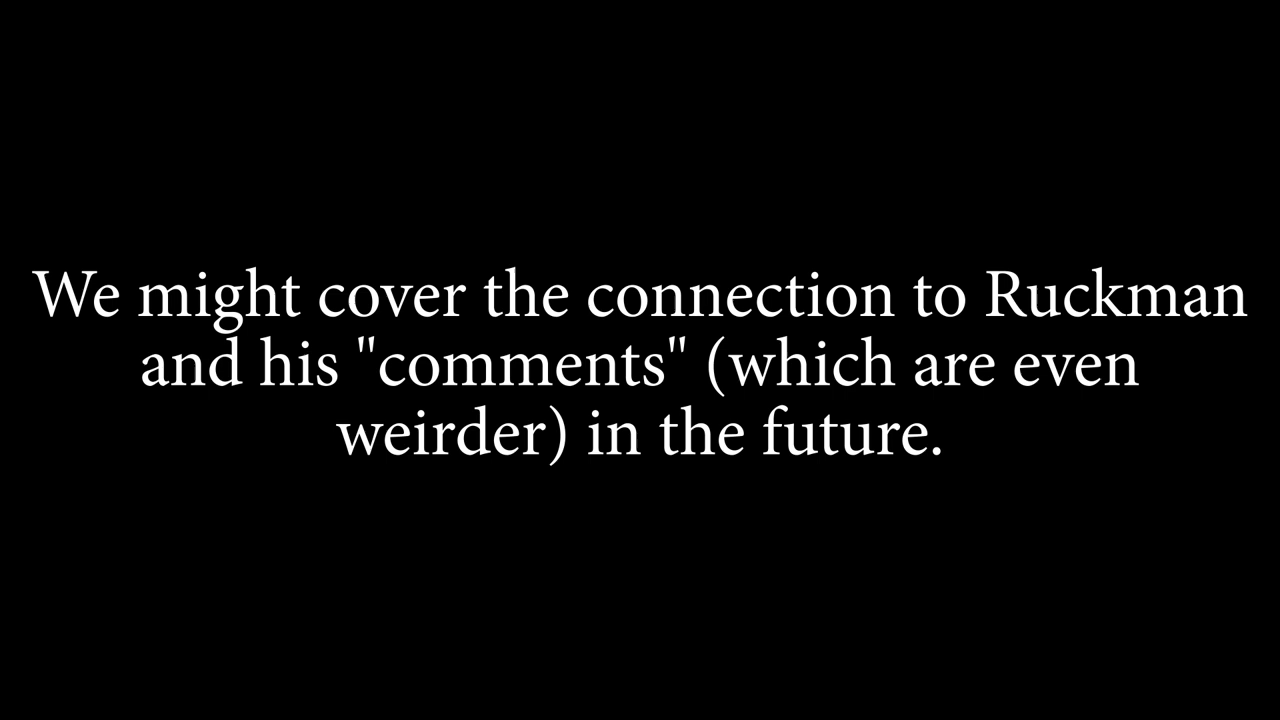 We might cover the connection to Ruckman
and his "comments" (which are even
weirder) in the future.